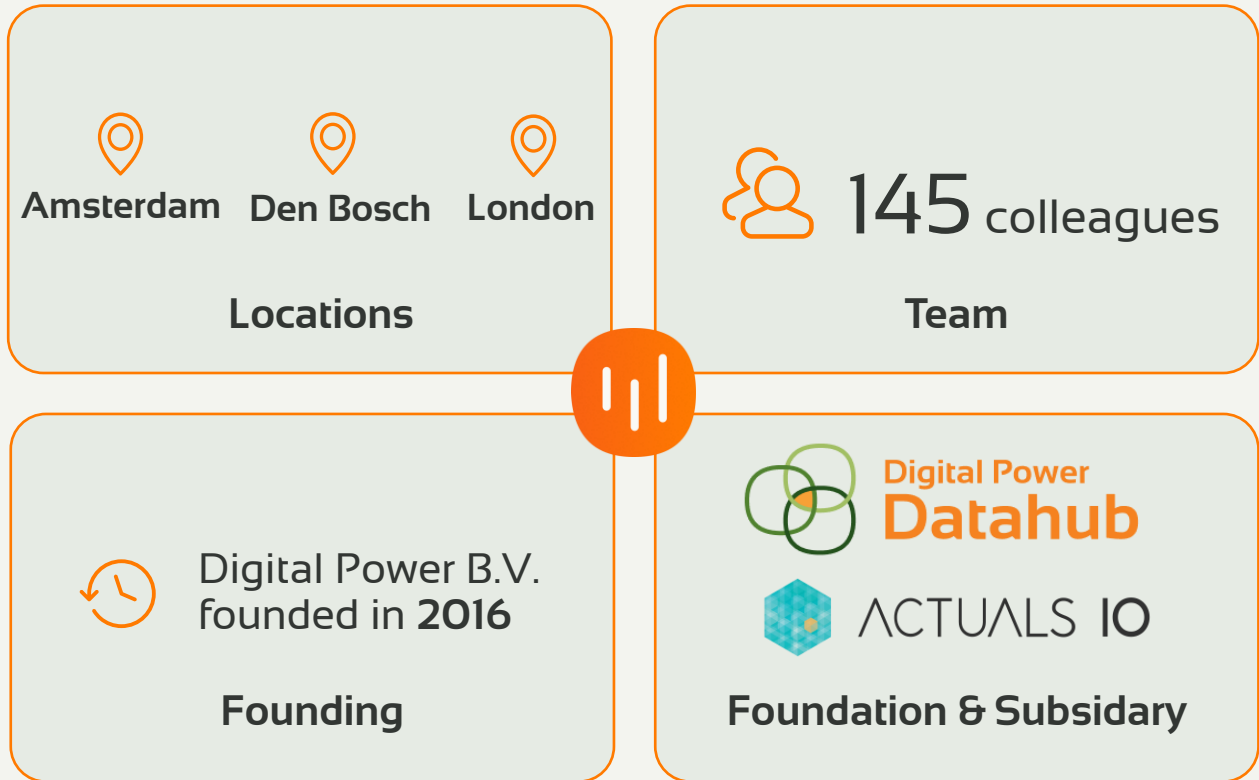 Amsterdam
Den Bosch
London
Locations
145 colleagues
Team
Digital Power B.V.
founded in 2016
Founding
Digital Power
Datahub
ACTUALS IO
Foundation & Subsidary